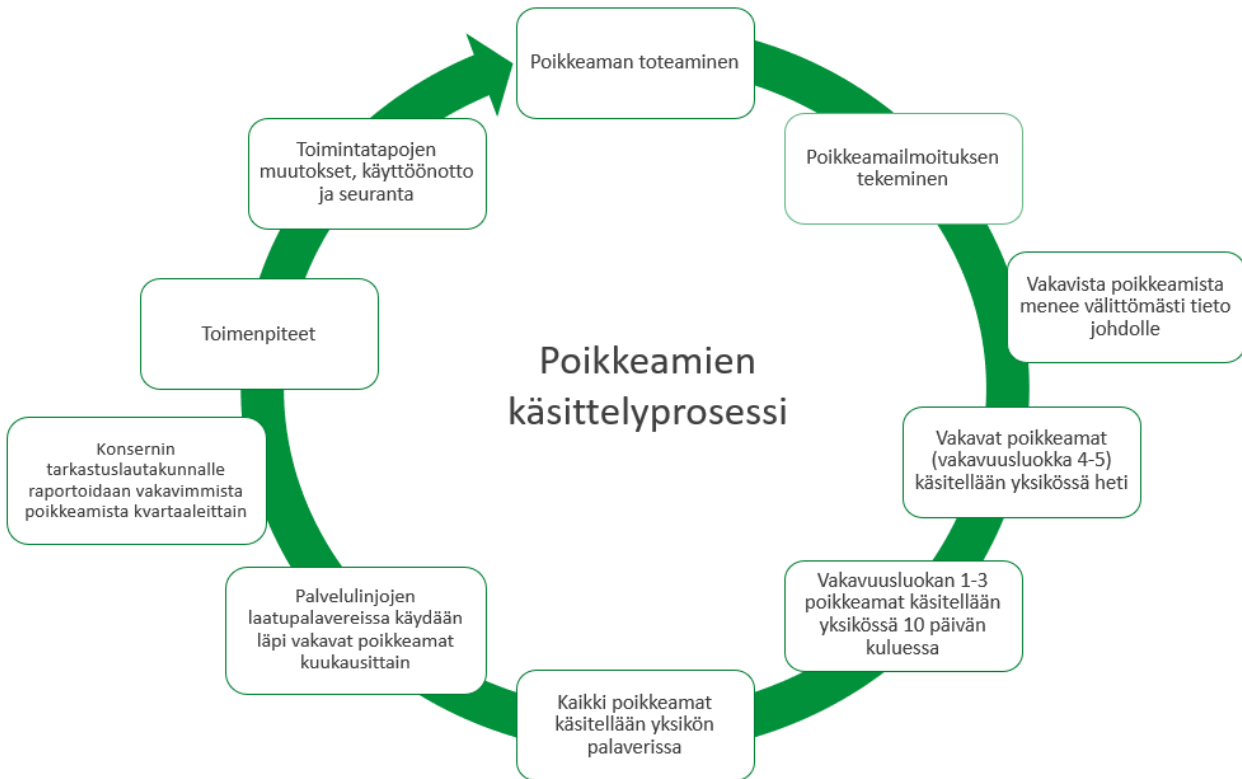 Poikkeaman toteaminen
Poikkeamailmoituksen
tekeminen
Vakavista poikkeamista
menee välittömästi tieto
johdolle
Vakavat poikkeamat
(vakavuusluokka 4-5)
käsitellään yksikössä heti
Vakavuusluokan 1-3
poikkeamat käsitellään
yksikössä 10 päivän
kuluessa
Kaikki poikkeamat
käsitellään yksikön
palaverissa
Palvelulinjojen
laatupalavereissa käydään
läpi vakavat poikkeamat
kuukausittain
Konsernin
tarkastuslautakunnalle
raportoidaan vakavimmista
poikkeamista kvartaaleittain
Toimenpiteet
Toimintatapojen
muutokset, käyttöönotto
ja seuranta
Poikkeamien
käsittelyprosessi